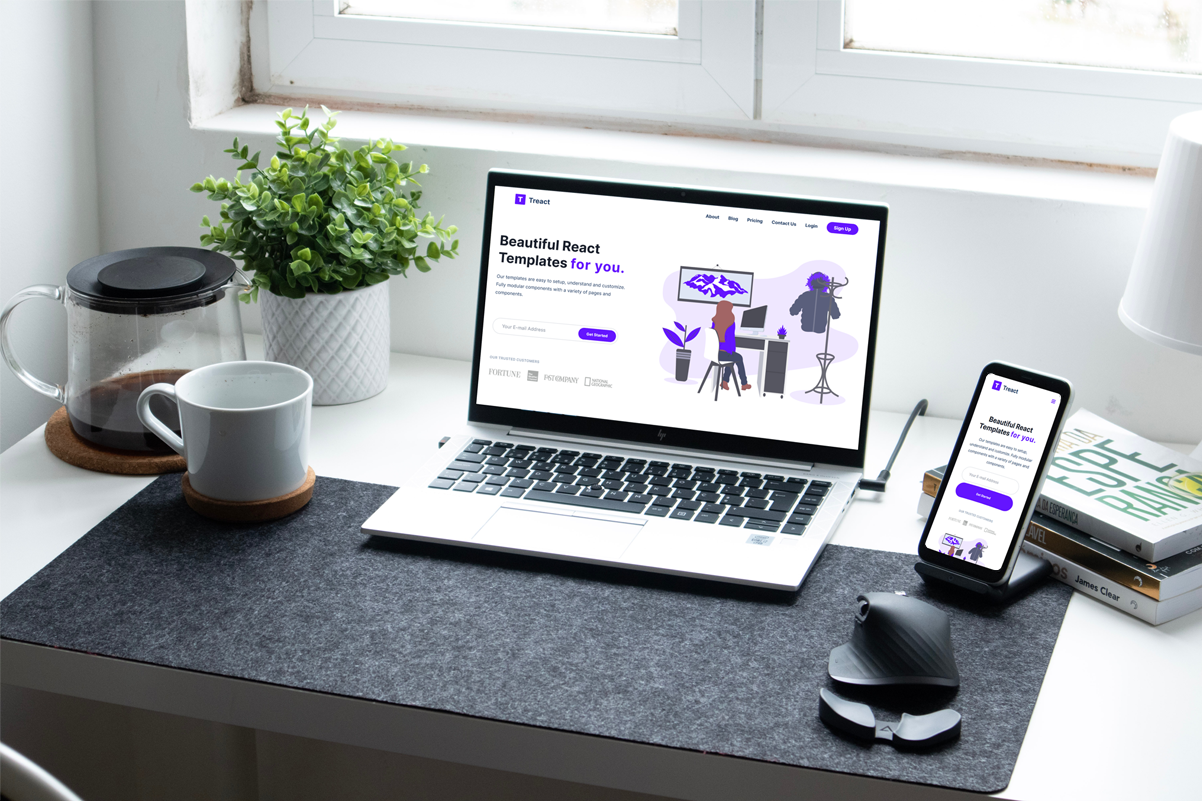 Treact
About
Blog
Pricing
Contact Us
Login
Sign Up
Beautiful React
Templates for you.
Our templates are easy to setup, understand and customize.
Fully modular components with a variety of pages and
components.
Your E-mail Address
Get Started
OUR TRUSTED CUSTOMERS
FORTUNE
FAST COMPANY
NATIONAL
GEOGRAPHIC
hp
Treact
Beautiful React
Templates for you.
Our templates are easy to setup,
understand and customize. Fully modular
components with a variety of pages and
components.
Your E-mail Address
Get Started
OUR TRUSTED CUSTOMERS
ESPE
RAN
A DA ESPERANÇA
James Clear